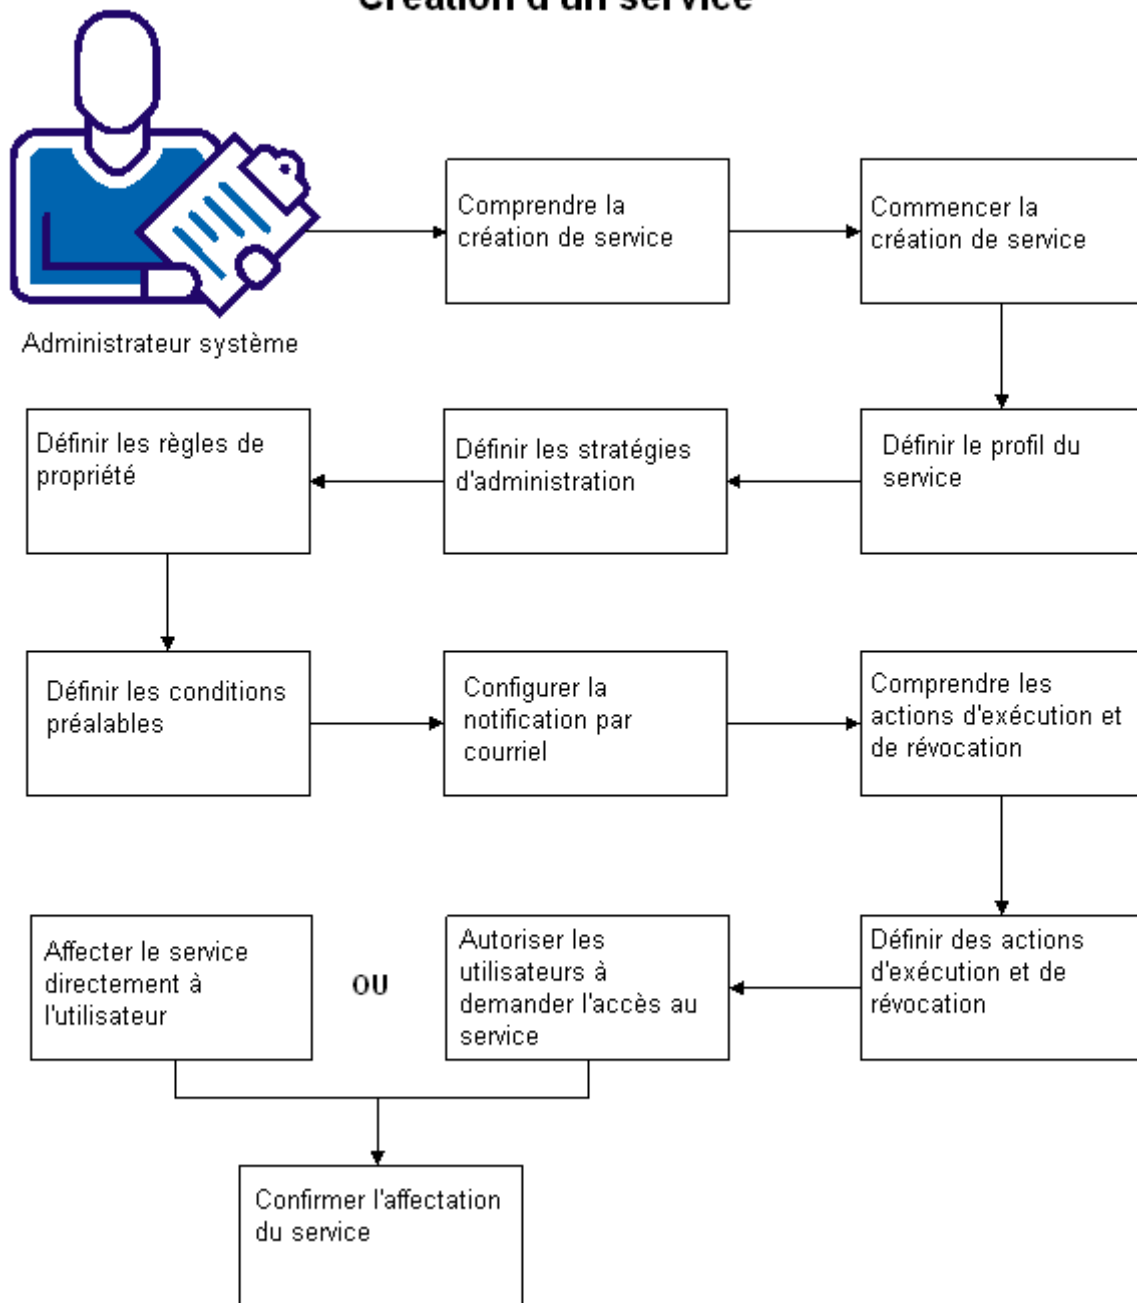 Création d'un service
Administrateur système
Comprendre la
création de service
Commencer la
création de service
Définir le profil du
service
Définir les stratégies
d'administration
Définir les règles de
propriété
Définir les conditions
préalables
Configurer la
notification par
courriel
Comprendre les
actions d'exécution et
de révocation
Définir des actions
d'exécution et de
révocation
Autoriser les
utilisateurs à
demander l'accès au
service
OU
Affecter le service
directement à
l'utilisateur
Confirmer l'affectation
du service